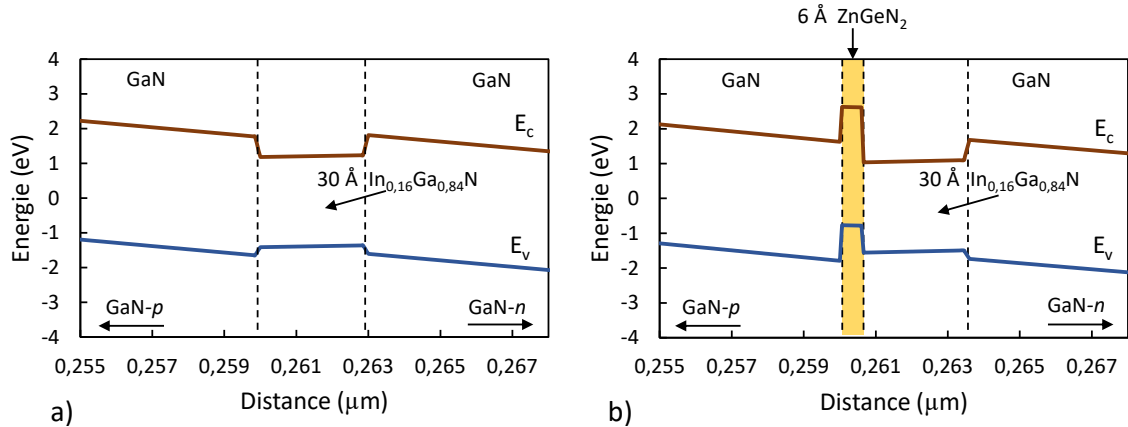 6 Å ZnGeN₂
4
3
2
1
0
-1
-2
-3
-4
Energie (eV)
GaN
GaN
E꜀
30 Å In₀,₁₆Ga₀,₈₄N
Eᵥ
GaN-p
GaN-n
0,255
0,257
0,259
0,261
0,263
0,265
0,267
Distance (μm)
a)
4
3
2
1
0
-1
-2
-3
-4
Energie (eV)
GaN
GaN
E꜀
30 Å In₀,₁₆Ga₀,₈₄N
Eᵥ
GaN-p
GaN-n
0,255
0,257
0,259
0,261
0,263
0,265
0,267
Distance (μm)
b)